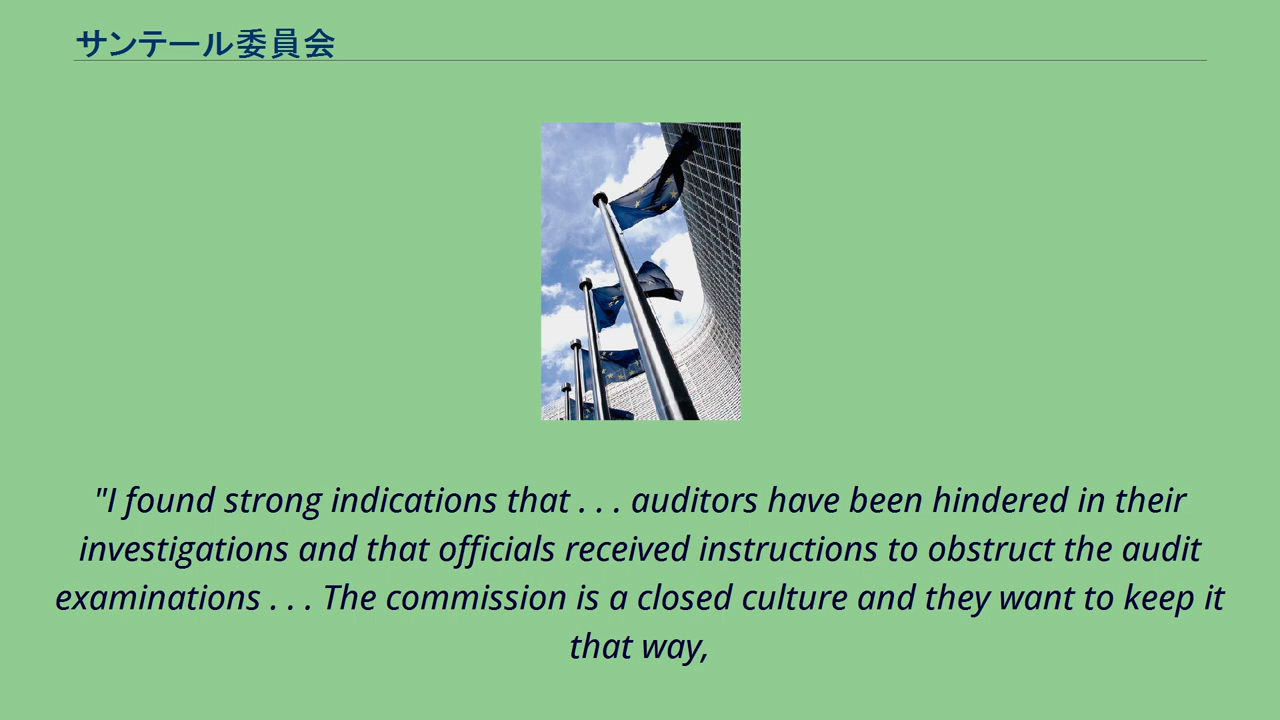 サンテール委員会
"I found strong indications that . . . auditors have been hindered in their
investigations and that officials received instructions to obstruct the audit
examinations . . . The commission is a closed culture and they want to keep it
that way,